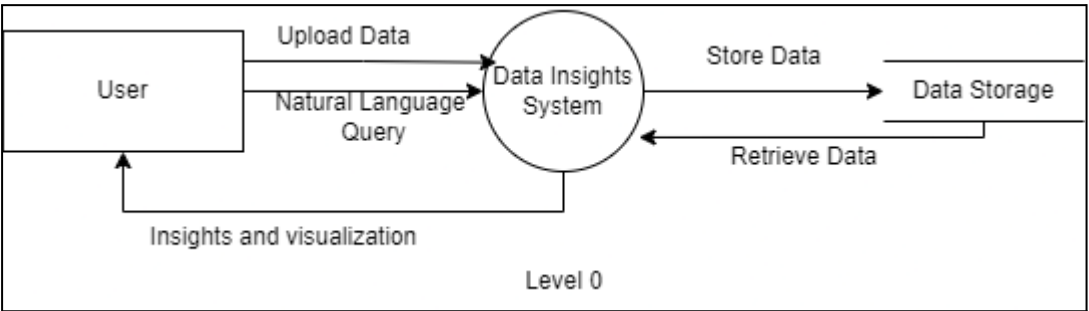 Upload Data
User
Natural Language
Query
Data Insights
System
Store Data
Data Storage
Retrieve Data
Insights and visualization
Level 0